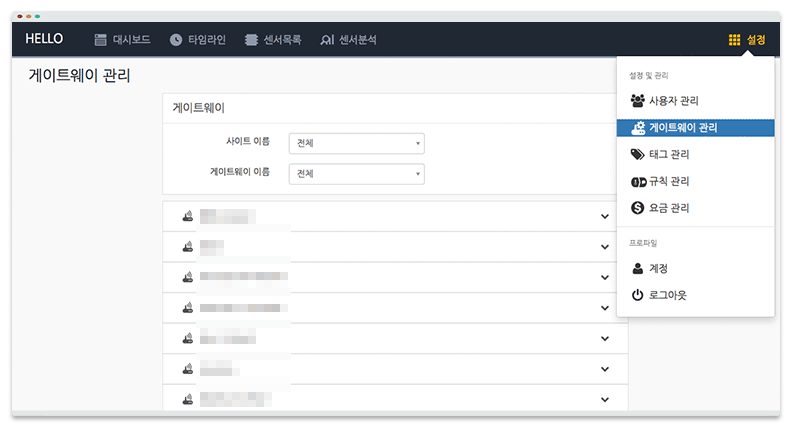 HELLO 대시보드 타임라인 센서목록 센서분석 설정
게이트웨이 관리
게이트웨이
사이트 이름 전체
게이트웨이 이름 전체
설정 및 관리
사용자 관리
게이트웨이 관리
태그 관리
규칙 관리
요금 관리
프로파일
계정
로그아웃